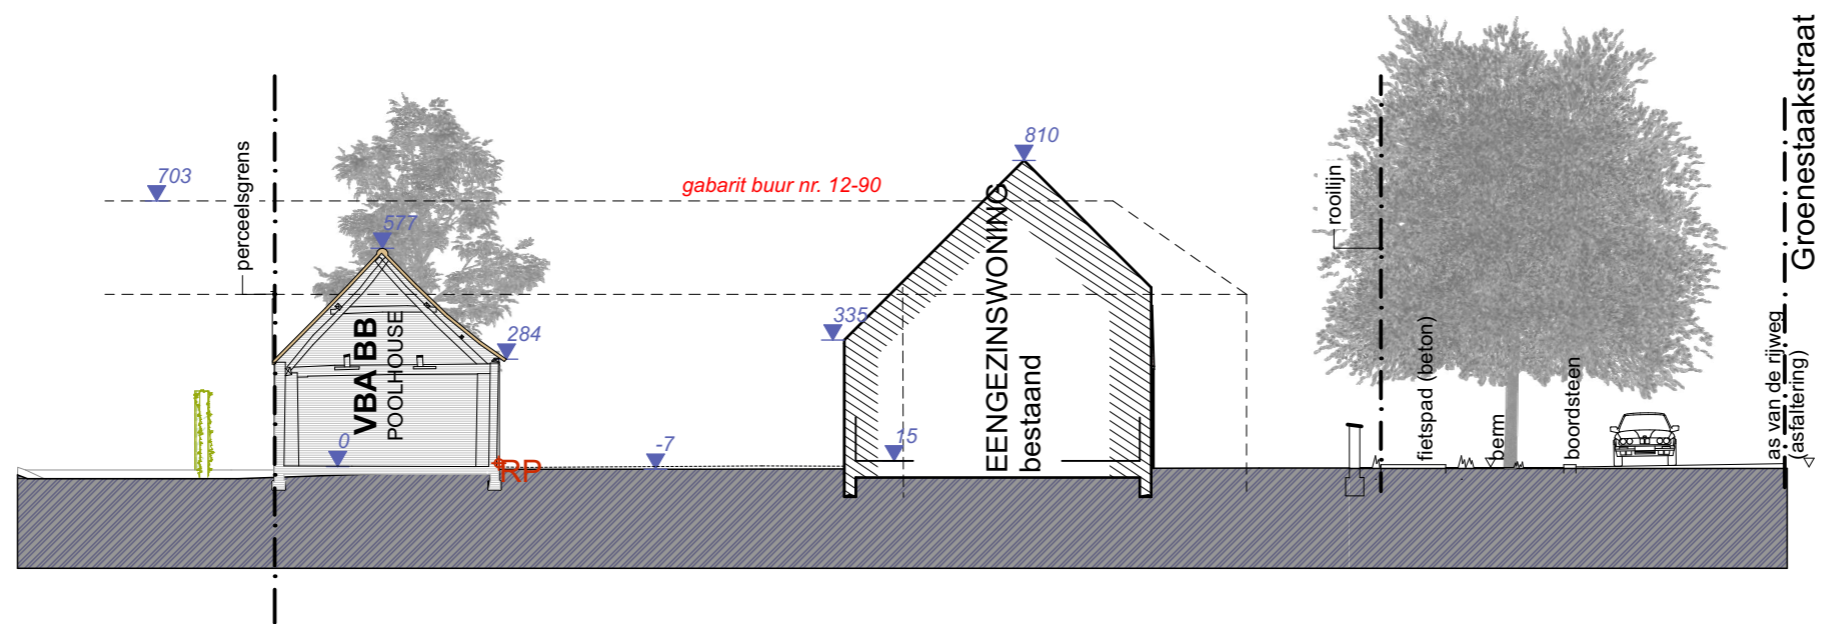 703
perceelsgrens
577
284
VBA BB
POOLHOUSE
0
RP
-7
gabarit buur nr. 12-90
810
335
15
EENGEZINSWONING
bestaand
rooilijn
fietspad (beton)
berm
boordsteen
as van de rijweg
(asfaltering)
Groenestaakstraat